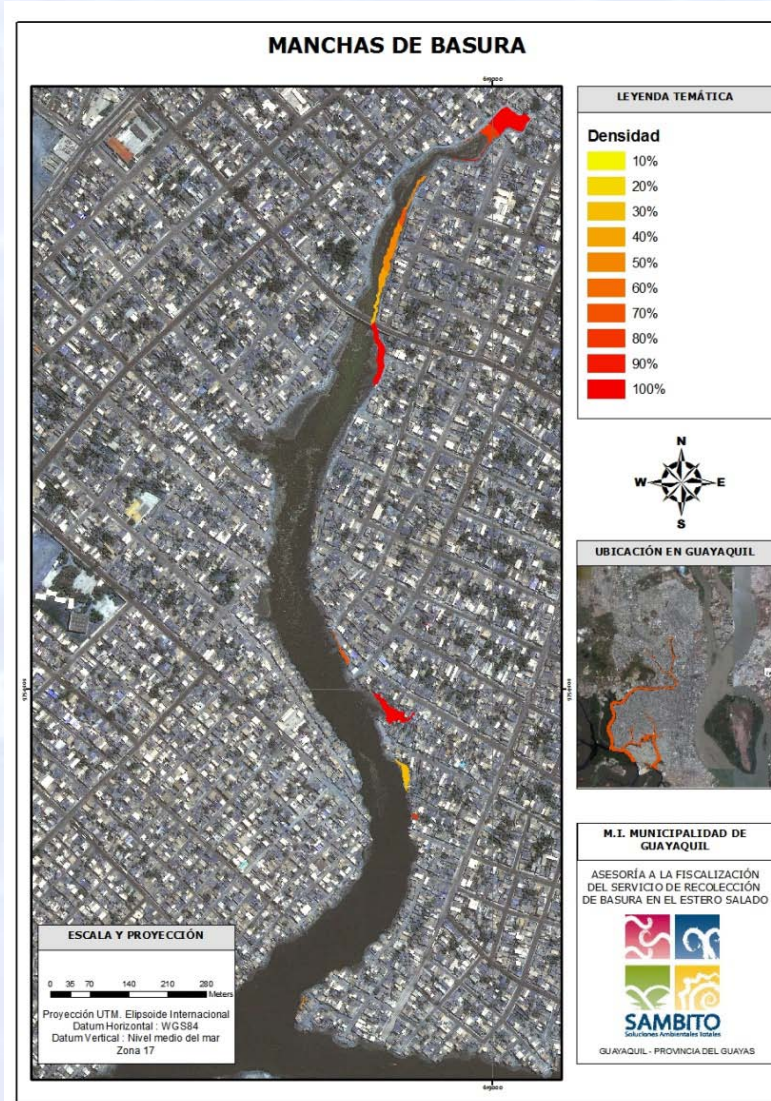 MANCHAS DE BASURA
LEYENDA TEMÁTICA
Densidad
10%
20%
30%
40%
50%
60%
70%
80%
90%
100%
N
W
E
S
UBICACIÓN EN GUAYAQUIL
M.I. MUNICIPALIDAD DE
GUAYAQUIL
ASESORÍA A LA FISCALIZACIÓN
DEL SERVICIO DE RECOLECCIÓN
DE BASURA EN EL ESTERO SALADO
SAMBITO
Soluciones Ambientales Totales
GUAYAQUIL - PROVINCIA DEL GUAYAS
ESCALA Y PROYECCIÓN
0 35 70 140 210 280
Meters
Proyección UTM. Elipsoide Internacional
Datum Horizontal : WGS84
Datum Vertical : Nivel medio del mar
Zona 17